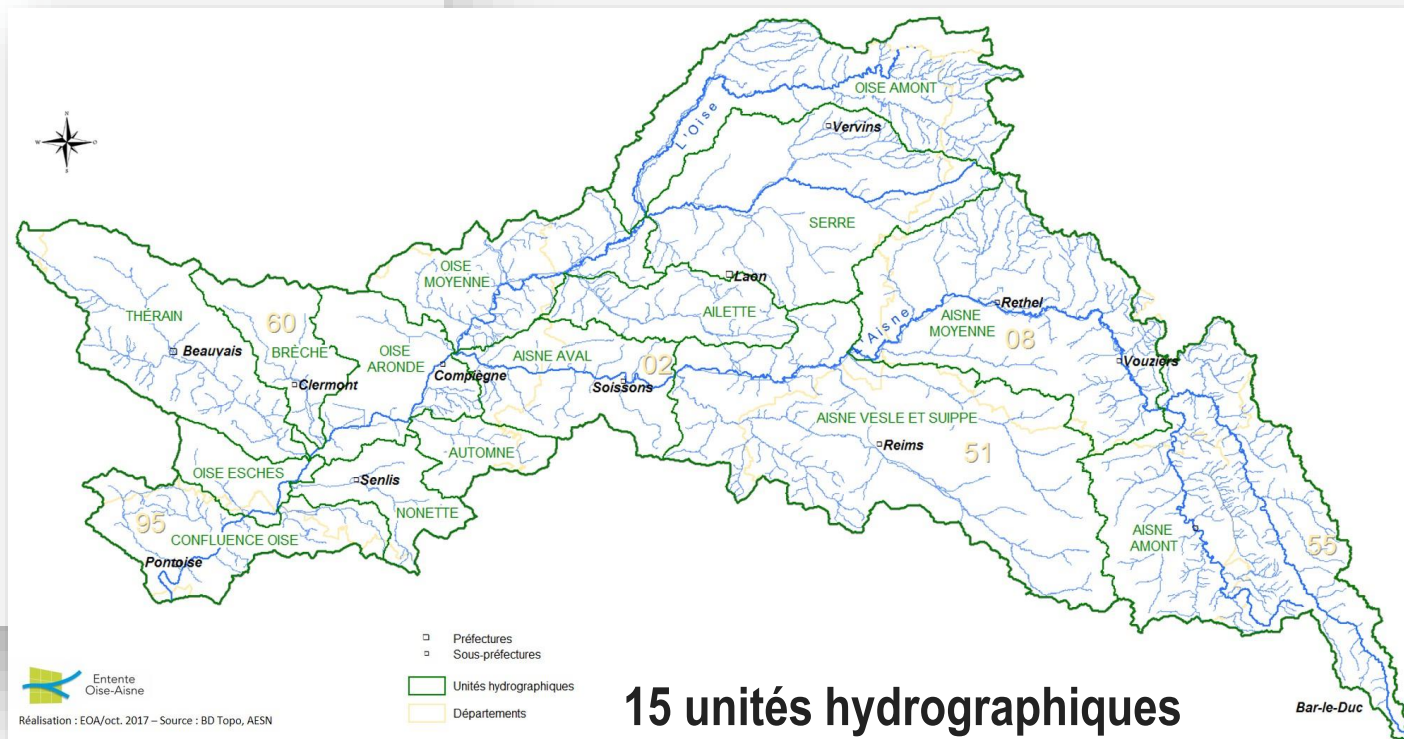 N
W
O
S
OISE AMONT
L'Oise
Vervins
SERRE
OISE
MOYENNE
Laon
AILETTE
Rethel
AISNE
MOYENNE
08
Aisne
THÉRAIN
60
Beauvais
BRÈCHE
OISE
ARONDE
AISNE AVAL
02
Compiègne
Clermont
Soissons
Vouziers
AISNE VESLE ET SUIPPE
Reims
51
AUTOMNE
OISE ESCHES
Senlis
NONETTE
95
CONFLUENCE OISE
Pontoise
AISNE
AMONT
55
Préfectures
Sous-préfectures
Unités hydrographiques
Départements
Entente
Oise-Aisne
Réalisation : EOA/oct. 2017 – Source : BD Topo, AESN
15 unités hydrographiques
Bar-le-Duc